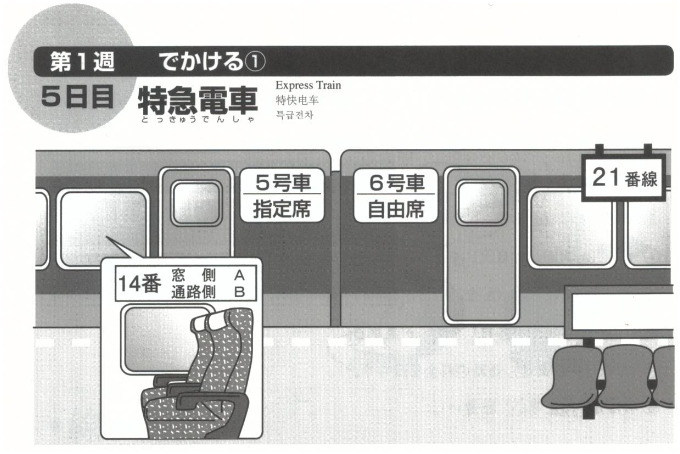 第1週 でかける①
5日目 特急電車
とっきゅうでんしゃ
Express Train
特快电车
특급전차
5号車
指定席
6号車
自由席
21番線
14番 窓側 A
通路側 B